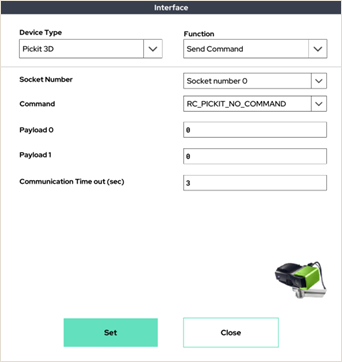 Interface
Device Type
Function
Pickit 3D
Send Command
Socket Number
Socket number 0
Command
RC_PICKIT_NO_COMMAND
Payload 0
0
Payload 1
0
Communication Time out (sec)
3
Set
Close